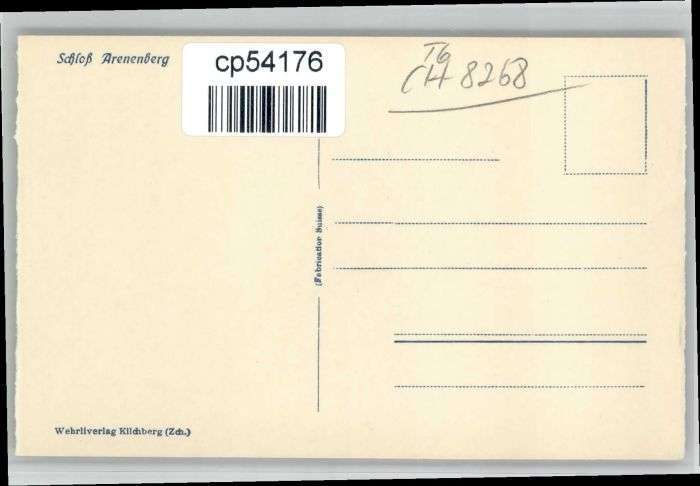 Schloß Arenenberg
cp54176
TG
CH 8268
(Fabrication Suisse)
Wehrliverlag Kilchberg (Zch.)